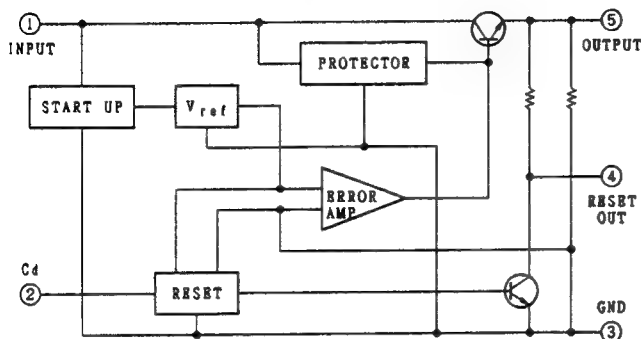 ①
INPUT
⑤
OUTPUT
PROTECTOR
START UP
Vref
ERROR
AMP
④
RESET
OUT
Cd
②
RESET
GND
③